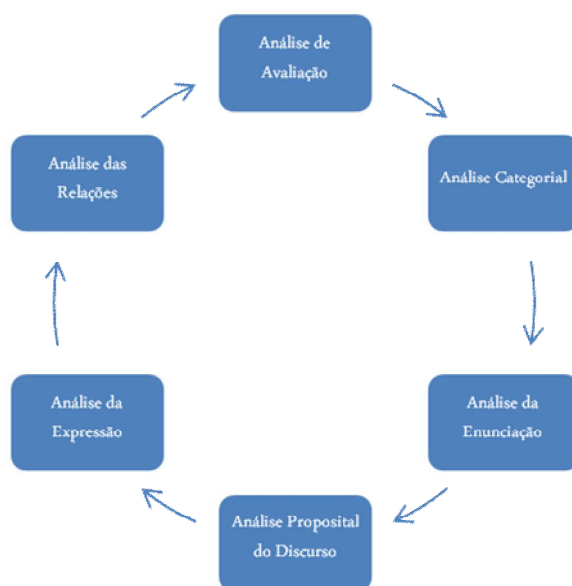 Análise de
Avaliação
Análise Categorial
Análise da
Enunciação
Análise Proposital
do Discurso
Análise da
Expressão
Análise das
Relações